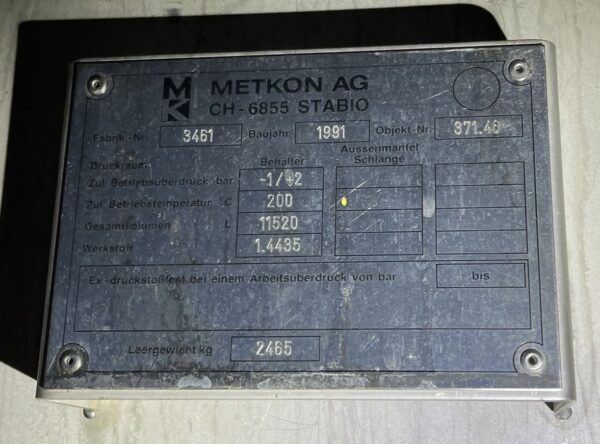 MK METKON AG
CH-6855 STABIO
Fabrik.-Nr. 3461 Baujahr 1991 Objekt-Nr. 371.46
Behälter Aussenmantel
Druckraum Schlange
Zul. Betriebsüberdruck bar -1/+2
Zul. Betriebstemperatur °C 200
Gesamtvolumen L 11520
Werkstoff 1.4435
Ex-druckstoßfest bei einem Arbeitsüberdruck von bar bis
Leergewicht kg 2465